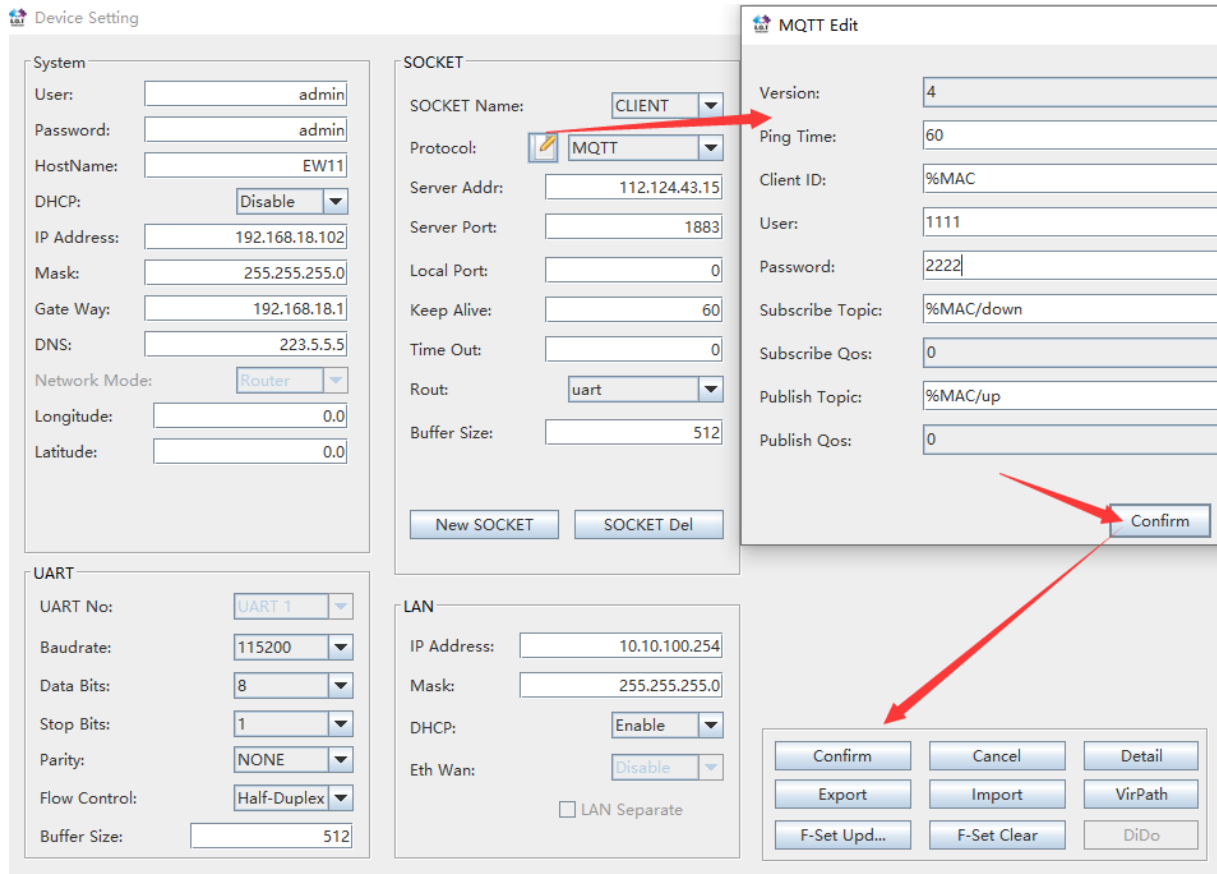 Device Setting
System
User: admin
Password: admin
HostName: EW11
DHCP: Disable
IP Address: 192.168.18.102
Mask: 255.255.255.0
Gate Way: 192.168.18.1
DNS: 223.5.5.5
Network Mode: Router
Longitude: 0.0
Latitude: 0.0
UART
UART No: UART 1
Baudrate: 115200
Data Bits: 8
Stop Bits: 1
Parity: NONE
Flow Control: Half-Duplex
Buffer Size: 512
SOCKET
SOCKET Name: CLIENT
Protocol: MQTT
Server Addr: 112.124.43.15
Server Port: 1883
Local Port: 0
Keep Alive: 60
Time Out: 0
Rout: uart
Buffer Size: 512
New SOCKET SOCKET Del
LAN
IP Address: 10.10.100.254
Mask: 255.255.255.0
DHCP: Enable
Eth Wan: Disable
LAN Separate
MQTT Edit
Version: 4
Ping Time: 60
Client ID: %MAC
User: 1111
Password: 2222
Subscribe Topic: %MAC/down
Subscribe Qos: 0
Publish Topic: %MAC/up
Publish Qos: 0
Confirm
Confirm Cancel Detail
Export Import VirPath
F-Set Upd... F-Set Clear DiDo